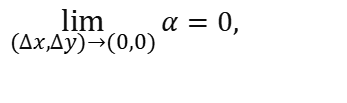 lim α = 0,
(Δx,Δy)→(0,0)